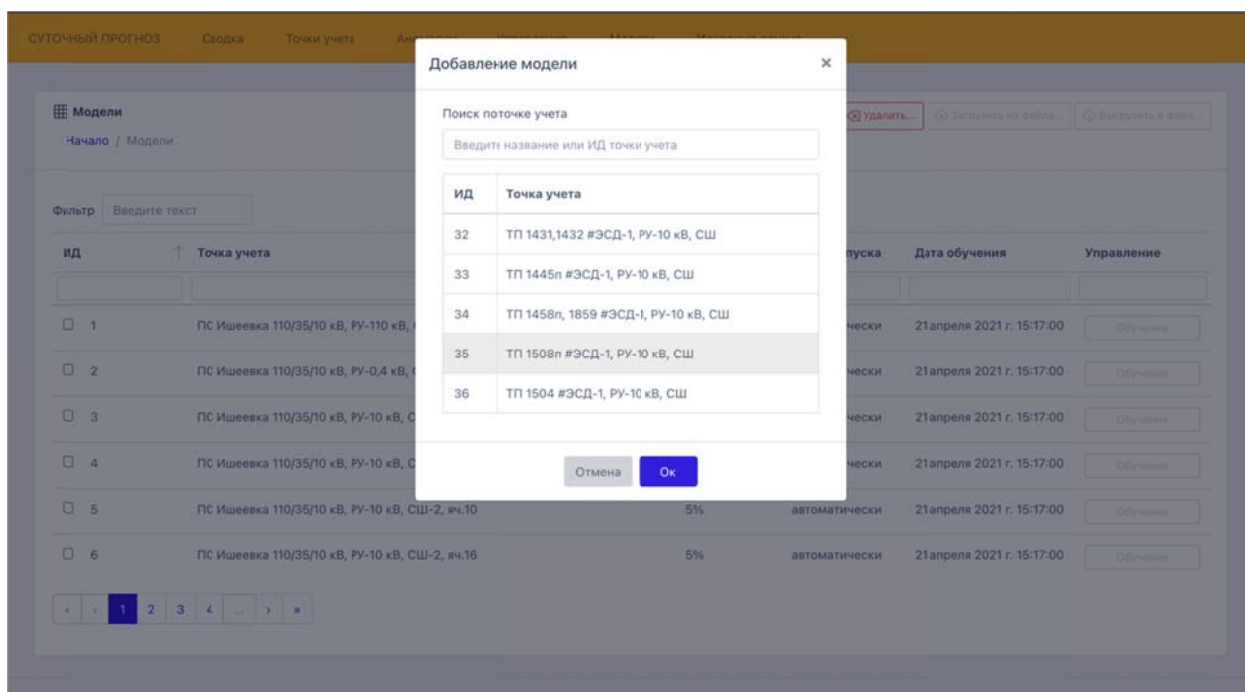 СУТОЧНЫЙ ПРОГНОЗ Сводка Точки учета
Добавление модели ×
Модели
Начало / Модели
Удалить... Загрузить из файла... Выгрузить в файл...
Поиск поточке учета
Введите название или ИД точки учета
Фильтр Введите текст
ИД Точка учета
32 ТП 1431,1432 #ЭСД-1, РУ-10 кВ, СШ
33 ТП 1445п #ЭСД-1, РУ-10 кВ, СШ
34 ТП 1458п, 1859 #ЭСД-1, РУ-10 кВ, СШ
35 ТП 1508п #ЭСД-1, РУ-10 кВ, СШ
36 ТП 1504 #ЭСД-1, РУ-10 кВ, СШ
Отмена Ок
ИД Точка учета пуска Дата обучения Управление
1 ПС Ишеевка 110/35/10 кВ, РУ-110 кВ, чески 21 апреля 2021 г. 15:17:00 Обучение
2 ПС Ишеевка 110/35/10 кВ, РУ-0,4 кВ, чески 21 апреля 2021 г. 15:17:00 Обучение
3 ПС Ишеевка 110/35/10 кВ, РУ-10 кВ, С чески 21 апреля 2021 г. 15:17:00 Обучение
4 ПС Ишеевка 110/35/10 кВ, РУ-10 кВ, С чески 21 апреля 2021 г. 15:17:00 Обучение
5 ПС Ишеевка 110/35/10 кВ, РУ-10 кВ, СШ-2, яч.10 5% автоматически 21 апреля 2021 г. 15:17:00 Обучение
6 ПС Ишеевка 110/35/10 кВ, РУ-10 кВ, СШ-2, яч.16 5% автоматически 21 апреля 2021 г. 15:17:00 Обучение
« ‹ 1 2 3 4 ... › »